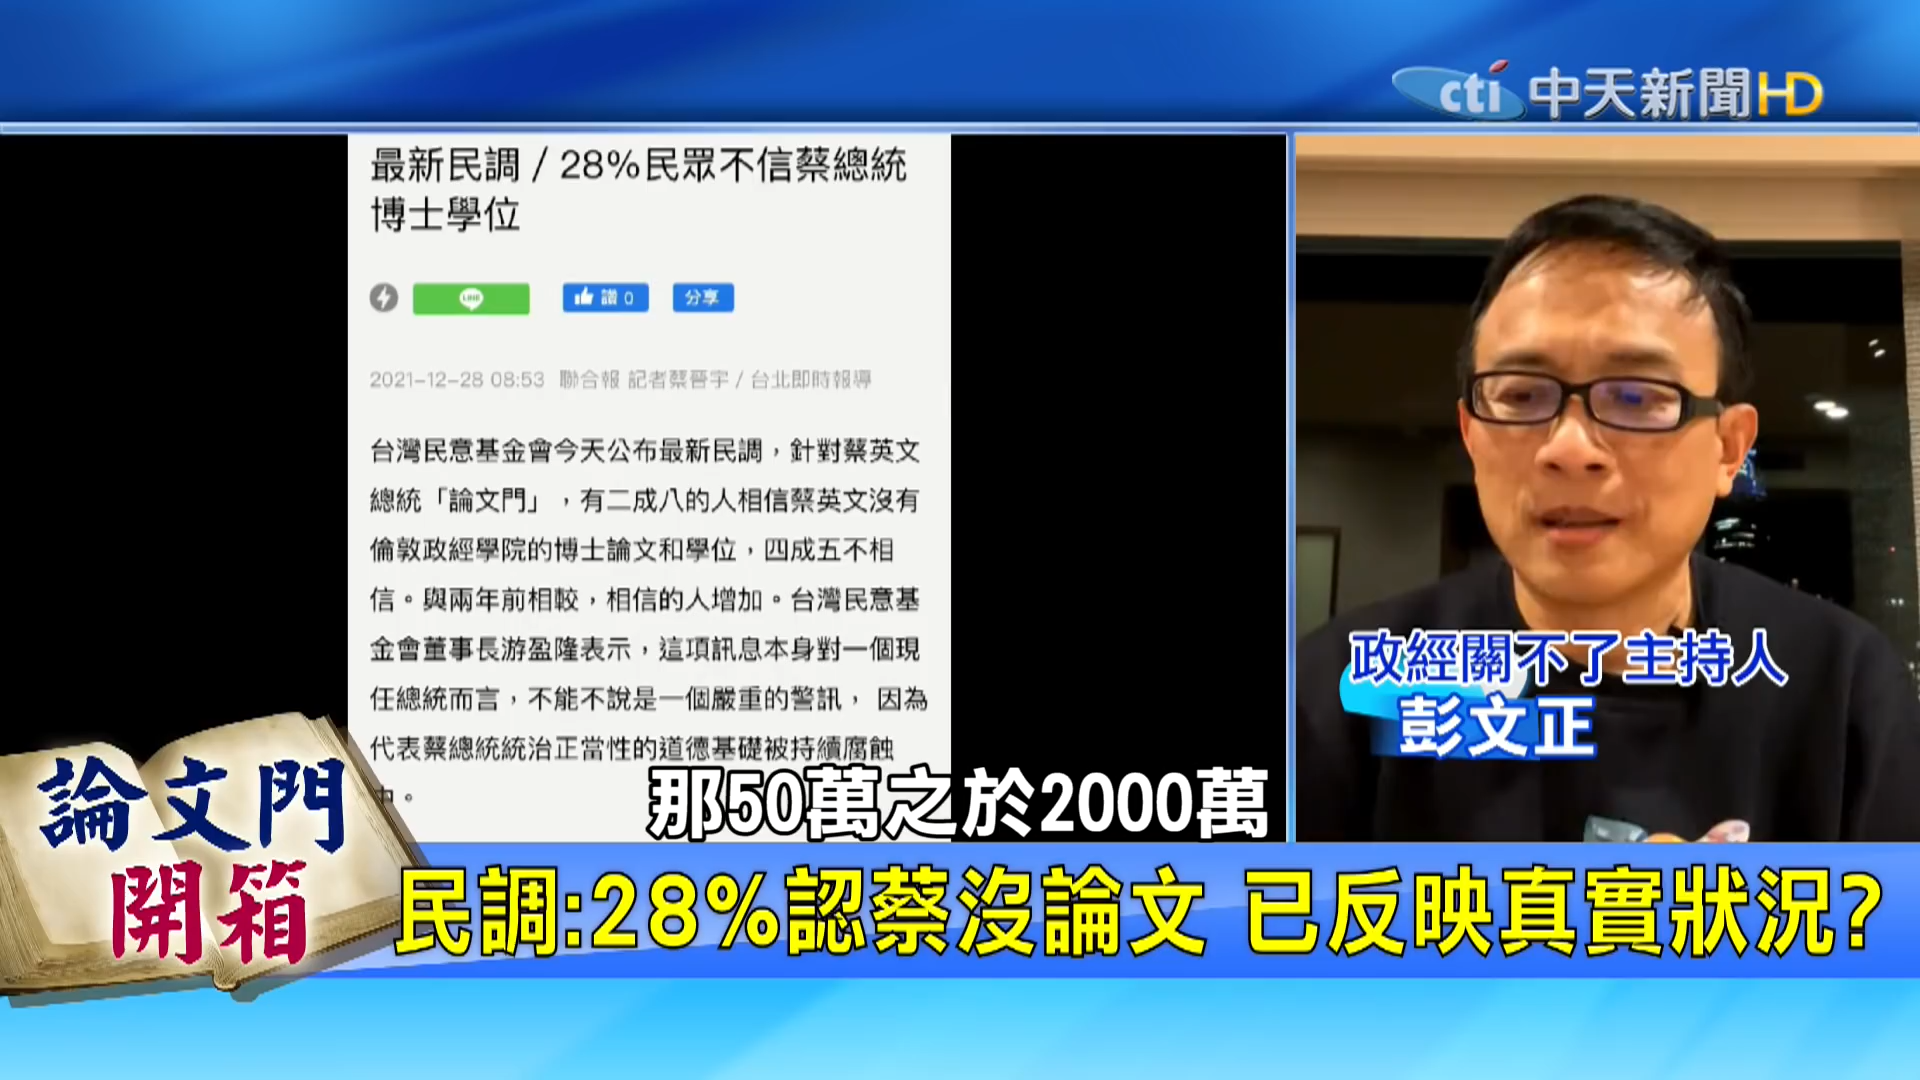 cti 中天新聞HD
最新民調 / 28%民眾不信蔡總統
博士學位
LINE
讚 0
分享
2021-12-28 08:53 聯合報 記者蔡晉宇 / 台北即時報導
台灣民意基金會今天公布最新民調，針對蔡英文
總統「論文門」，有二成八的人相信蔡英文沒有
倫敦政經學院的博士論文和學位，四成五不相
信。與兩年前相較，相信的人增加。台灣民意基
金會董事長游盈隆表示，這項訊息本身對一個現
任總統而言，不能不說是一個嚴重的警訊， 因為
代表蔡總統統治正當性的道德基礎被持續腐蝕
中。
政經關不了主持人
彭文正
那50萬之於2000萬
論文門
開箱
民調:28%認蔡沒論文 已反映真實狀況?